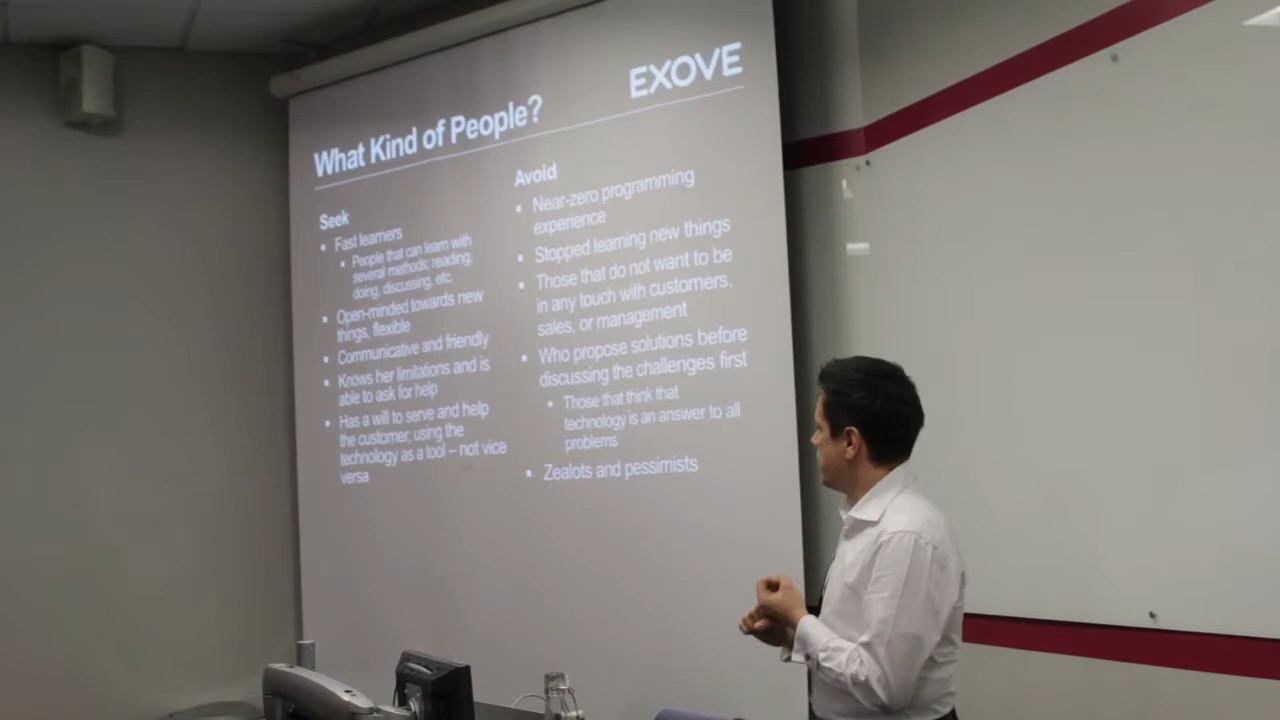 EXOVE
What Kind of People?
Seek
• Fast learners
• People that can learn with
several methods; reading,
doing, discussing, etc.
• Open-minded towards new
things, flexible
• Communicative and friendly
• Knows her limitations and is
able to ask for help
• Has a will to serve and help
the customer, using the
technology as a tool – not vice
versa
Avoid
• Near-zero programming
experience
• Stopped learning new things
• Those that do not want to be
in any touch with customers,
sales, or management
• Who propose solutions before
discussing the challenges first
• Those that think that
technology is an answer to all
problems
• Zealots and pessimists